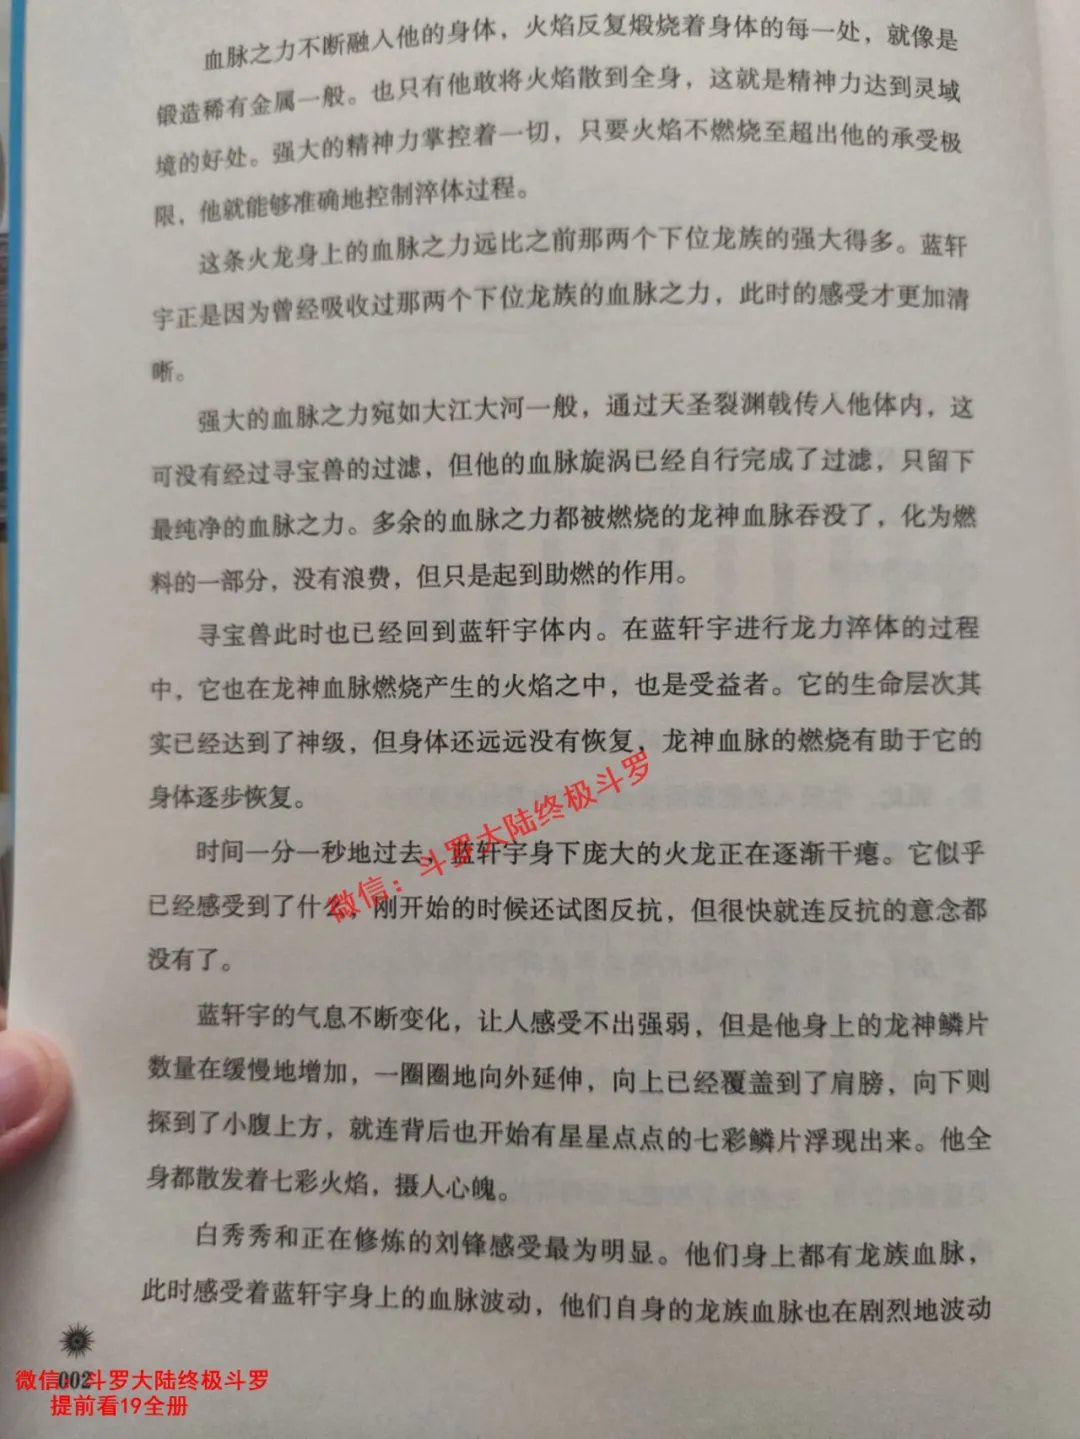 血脉之力不断融入他的身体，火焰反复煅烧着身体的每一处，就像是
锻造稀有金属一般。也只有他敢将火焰散到全身，这就是精神力达到灵域
境的好处。强大的精神力掌控着一切，只要火焰不燃烧至超出他的承受极
限，他就能够准确地控制淬体过程。
这条火龙身上的血脉之力远比之前那两个下位龙族的强大得多。蓝轩
宇正是因为曾经吸收过那两个下位龙族的血脉之力，此时的感受才更加清
晰。
强大的血脉之力宛如大江大河一般，通过天圣裂渊戟传入他体内，这
可没有经过寻宝兽的过滤，但他的血脉旋涡已经自行完成了过滤，只留下
最纯净的血脉之力。多余的血脉之力都被燃烧的龙神血脉吞没了，化为燃
料的一部分，没有浪费，但只是起到助燃的作用。
寻宝兽此时也已经回到蓝轩宇体内。在蓝轩宇进行龙力淬体的过程
中，它也在龙神血脉燃烧产生的火焰之中，也是受益者。它的生命层次其
实已经达到了神级，但身体还远远没有恢复，龙神血脉的燃烧有助于它的
身体逐步恢复。
时间一分一秒地过去，蓝轩宇身下庞大的火龙正在逐渐干瘪。它似乎
已经感受到了什么，刚开始的时候还试图反抗，但很快就连反抗的意念都
没有了。
微信：斗罗大陆终极斗罗
蓝轩宇的气息不断变化，让人感受不出强弱，但是他身上的龙神鳞片
数量在缓慢地增加，一圈圈地向外延伸，向上已经覆盖到了肩膀，向下则
探到了小腹上方，就连背后也开始有星星点点的七彩鳞片浮现出来。他全
身都散发着七彩火焰，摄人心魄。
白秀秀和正在修炼的刘锋感受最为明显。他们身上都有龙族血脉，
此时感受着蓝轩宇身上的血脉波动，他们自身的龙族血脉也在剧烈地波动
002
微信：斗罗大陆终极斗罗
提前看19全册